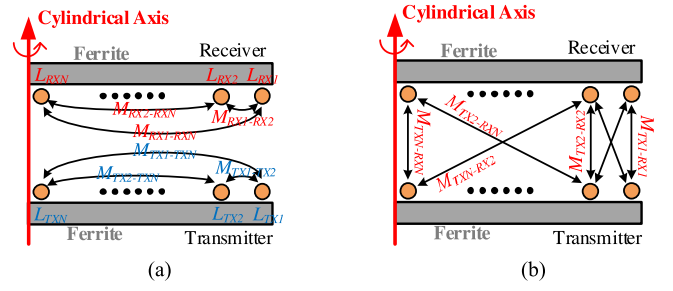 Cylindrical Axis
Ferrite
Receiver
L_RXN
L_RX2
L_RX1
M_RX2-RXN
M_RX1-RX2
M_RX1-RXN
M_TX1-TXN
M_TX1-TX2
M_TX2-TXN
L_TXN
L_TX2
L_TX1
Ferrite
Transmitter
(a)
Cylindrical Axis
Ferrite
Receiver
M_TXN-RXN
M_TX2-RXN
M_TXN-RX2
M_TX2-RX2
M_TX1-RX1
Ferrite
Transmitter
(b)